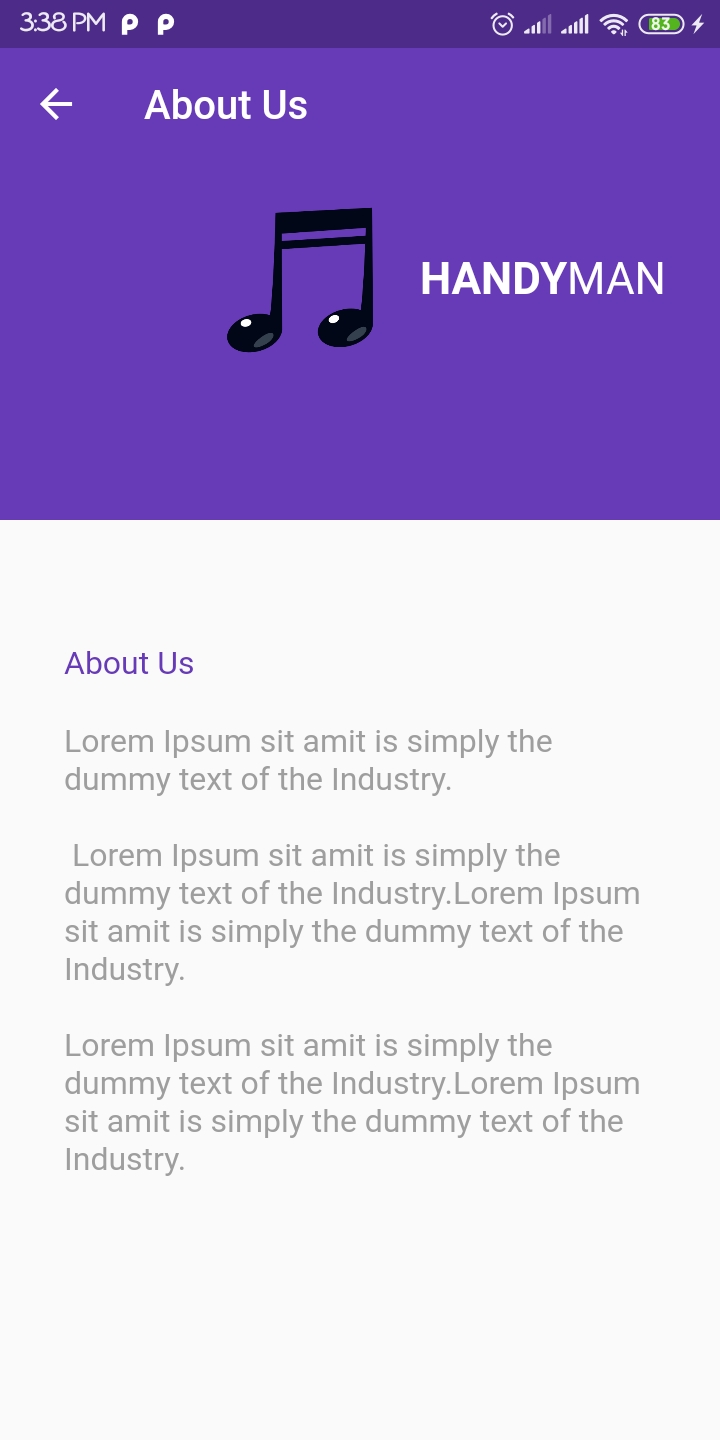 3:38 PM
83
About Us
HANDYMAN
About Us
Lorem Ipsum sit amit is simply the
dummy text of the Industry.
Lorem Ipsum sit amit is simply the
dummy text of the Industry.Lorem Ipsum
sit amit is simply the dummy text of the
Industry.
Lorem Ipsum sit amit is simply the
dummy text of the Industry.Lorem Ipsum
sit amit is simply the dummy text of the
Industry.